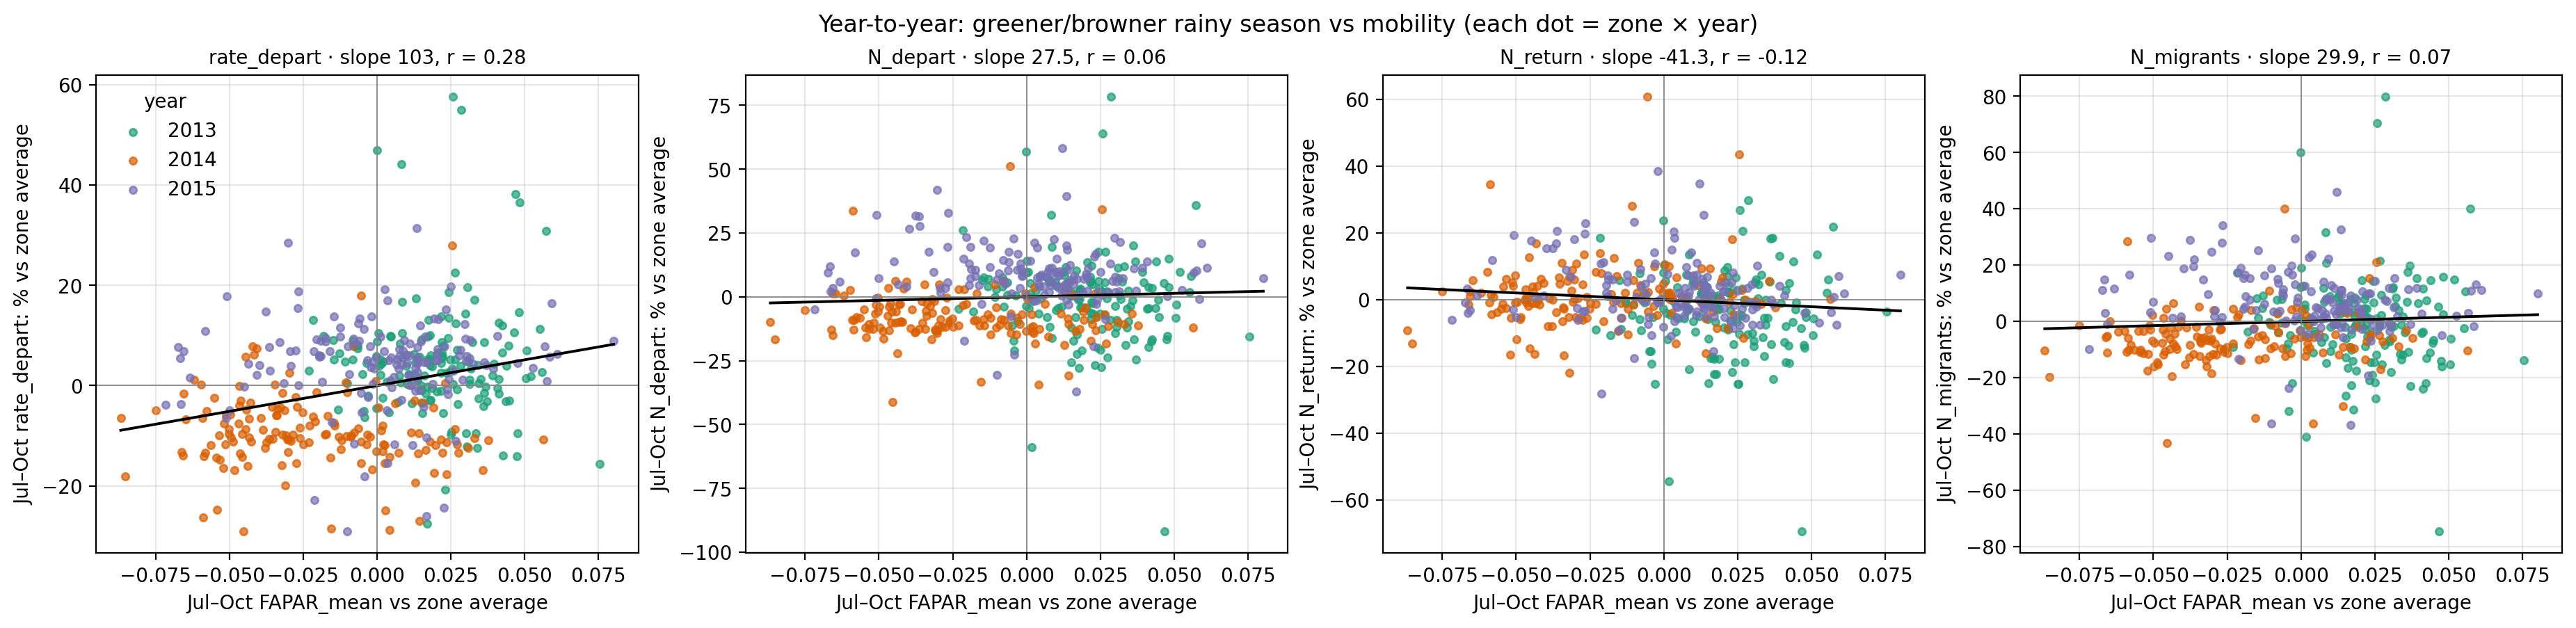 Year-to-year: greener/browner rainy season vs mobility (each dot = zone × year)
rate_depart · slope 103, r = 0.28
Jul–Oct rate_depart: % vs zone average
60
40
20
0
−20
year
2013
2014
2015
−0.075 −0.050 −0.025 0.000 0.025 0.050 0.075
Jul–Oct FAPAR_mean vs zone average
N_depart · slope 27.5, r = 0.06
Jul–Oct N_depart: % vs zone average
75
50
25
0
−25
−50
−75
−100
−0.075 −0.050 −0.025 0.000 0.025 0.050 0.075
Jul–Oct FAPAR_mean vs zone average
N_return · slope -41.3, r = -0.12
Jul–Oct N_return: % vs zone average
60
40
20
0
−20
−40
−60
−0.075 −0.050 −0.025 0.000 0.025 0.050 0.075
Jul–Oct FAPAR_mean vs zone average
N_migrants · slope 29.9, r = 0.07
Jul–Oct N_migrants: % vs zone average
80
60
40
20
0
−20
−40
−60
−80
−0.075 −0.050 −0.025 0.000 0.025 0.050 0.075
Jul–Oct FAPAR_mean vs zone average